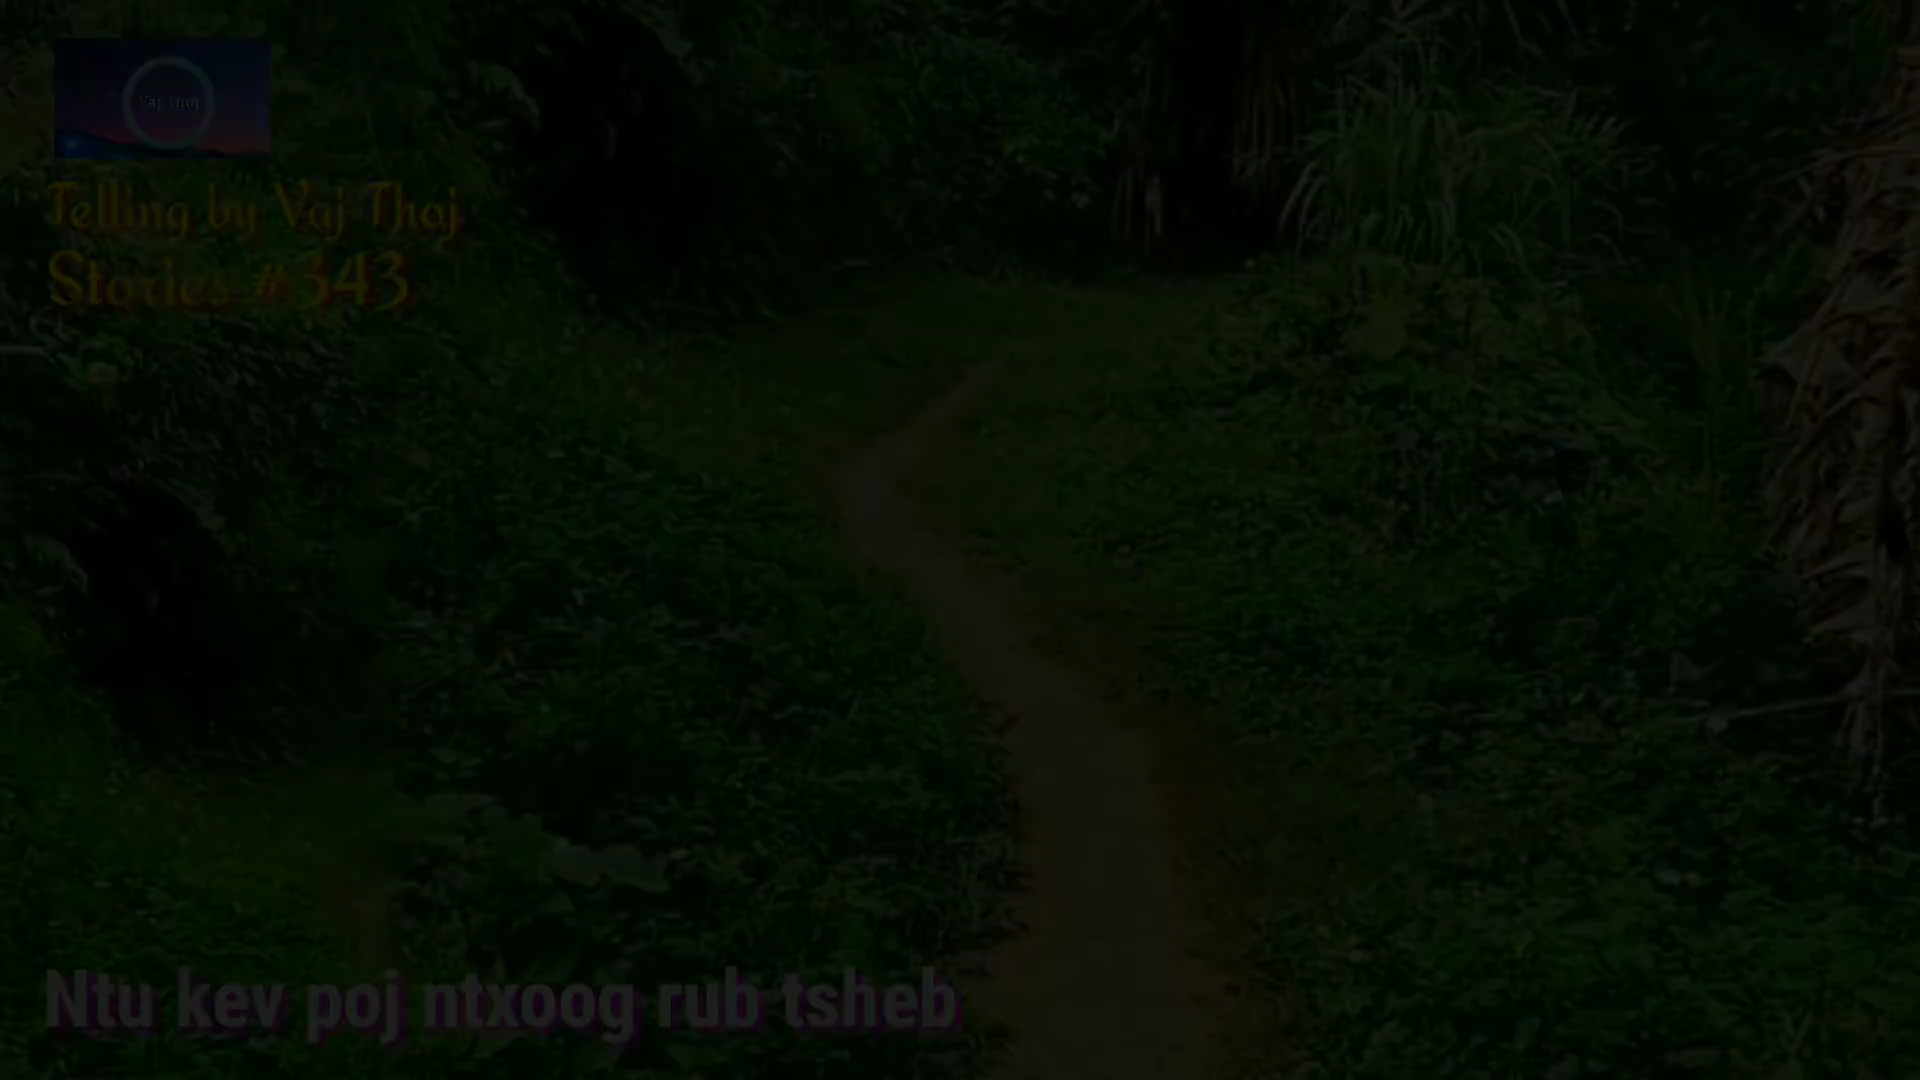 Vaj Thoj
Telling by Vaj Thoj
Stories #343
Ntu kev poj ntxoog rub tsheb